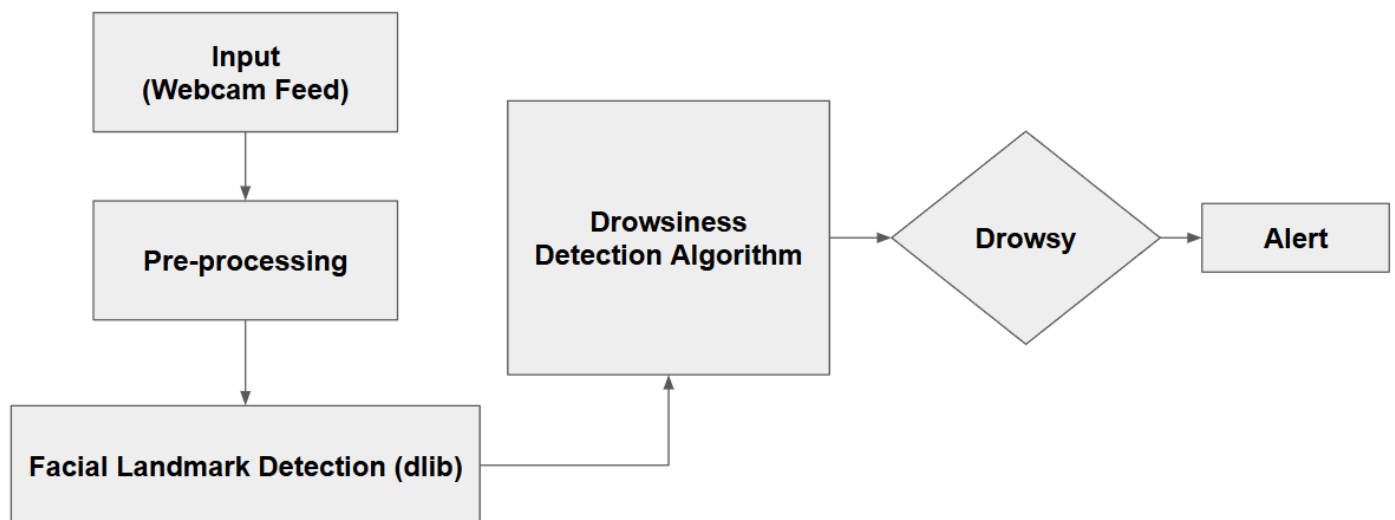 Input
(Webcam Feed)
Pre-processing
Facial Landmark Detection (dlib)
Drowsiness
Detection Algorithm
Drowsy
Alert